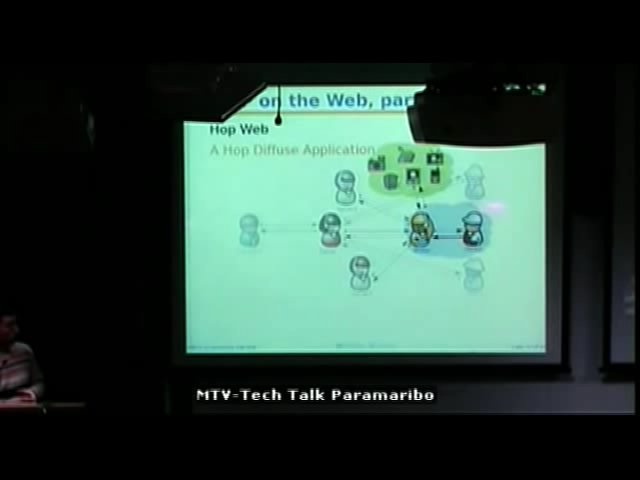 on the Web, par
Hop Web
A Hop Diffuse Application
MTV-Tech Talk Paramaribo